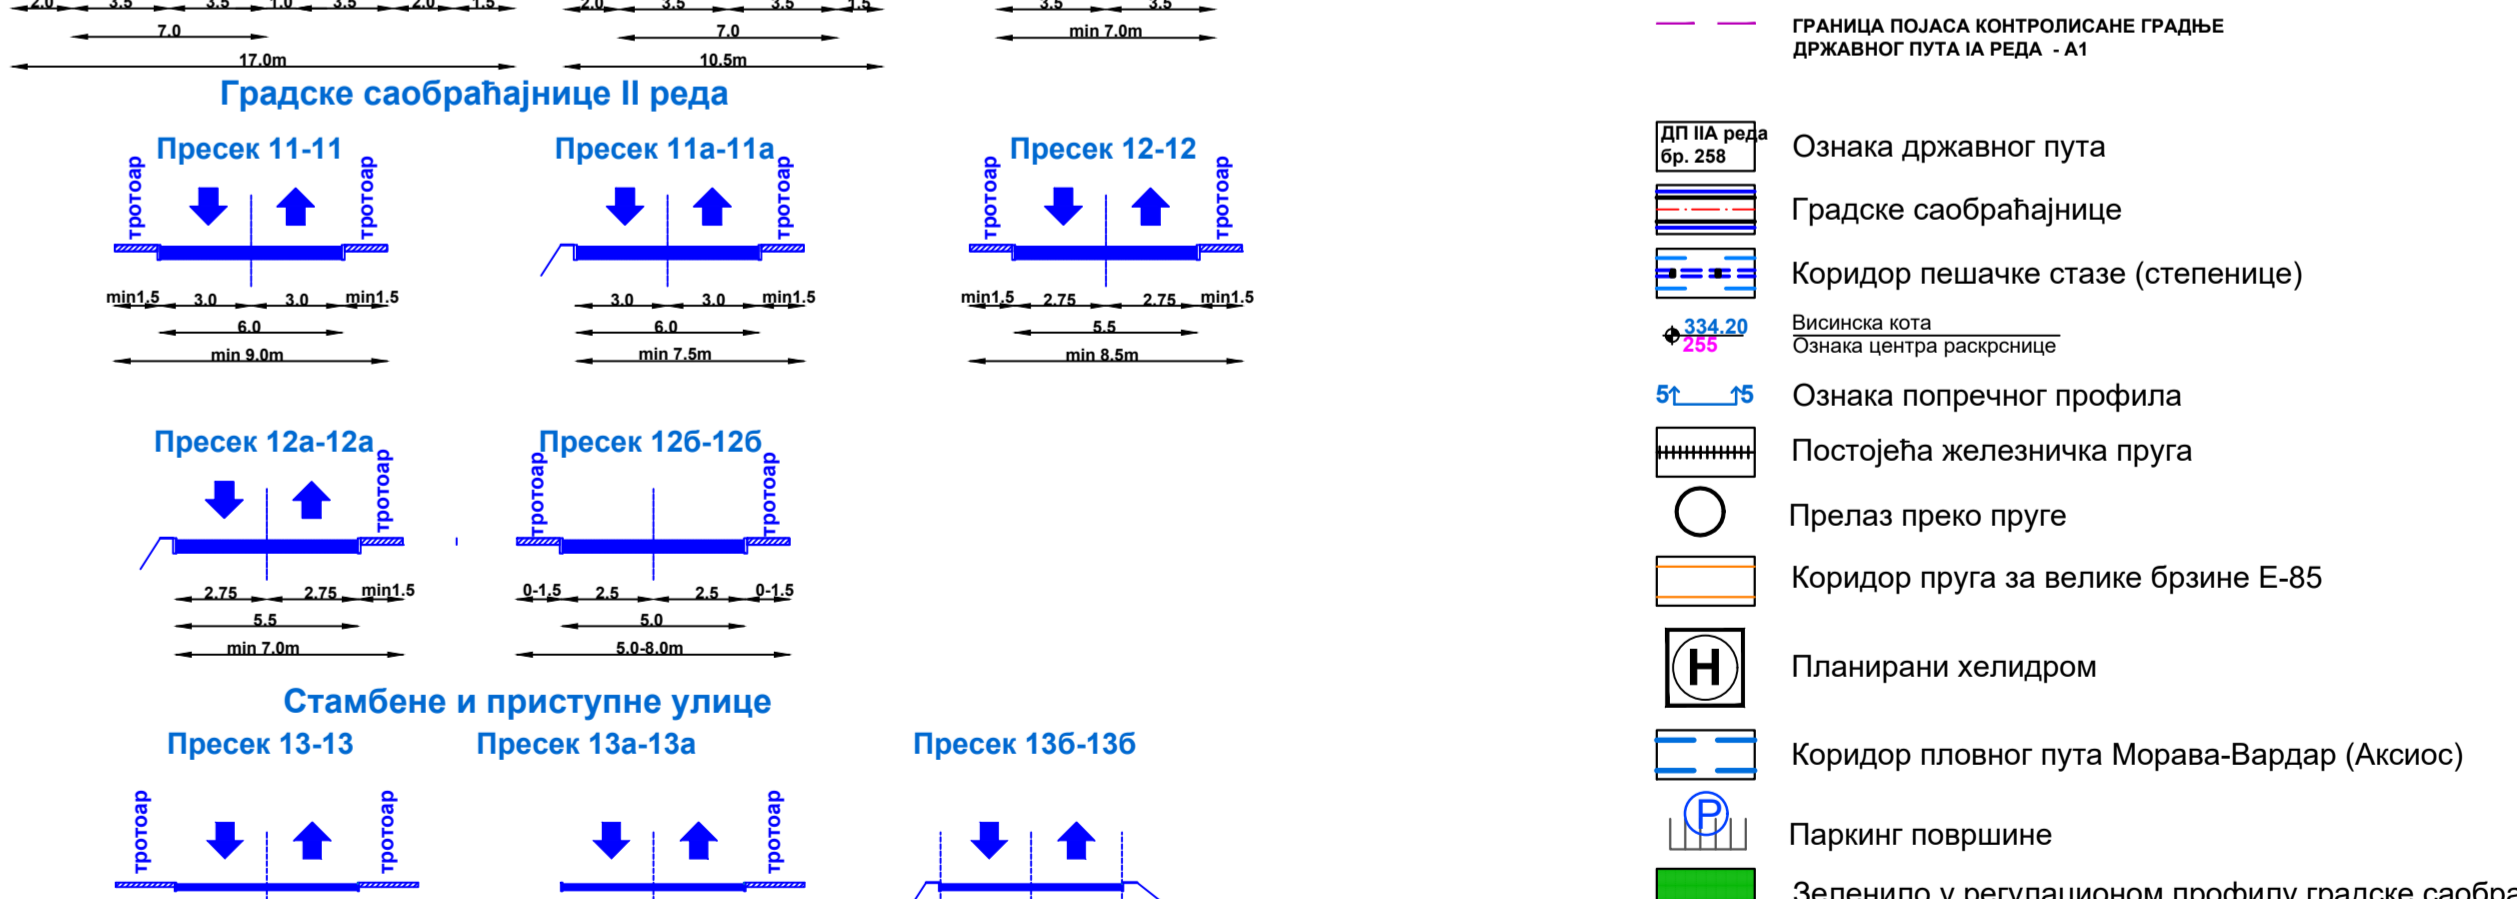 2.0 3.5 3.5 1.0 3.5 2.0 1.5
7.0
17.0m
2.0 3.5 3.5 1.5
7.0
10.5m
3.5 3.5
min 7.0m
Градске саобраћајнице II реда
Пресек 11-11
тротоар
тротоар
min1.5 3.0 3.0 min1.5
6.0
min 9.0m
Пресек 11а-11а
тротоар
3.0 3.0 min1.5
6.0
min 7.5m
Пресек 12-12
тротоар
тротоар
min1.5 2.75 2.75 min1.5
5.5
min 8.5m
Пресек 12а-12а
тротоар
2.75 2.75 min1.5
5.5
min 7.0m
Пресек 12б-12б
тротоар
тротоар
0-1.5 2.5 2.5 0-1.5
5.0
5.0-8.0m
Стамбене и приступне улице
Пресек 13-13
тротоар
тротоар
Пресек 13а-13а
тротоар
Пресек 13б-13б
ГРАНИЦА ПОЈАСА КОНТРОЛИСАНЕ ГРАДЊЕ
ДРЖАВНОГ ПУТА IА РЕДА - А1
ДП IIА реда
бр. 258
Ознака државног пута
Градске саобраћајнице
Коридор пешачке стазе (степенице)
334.20
255
Висинска кота
Ознака центра раскрснице
5 5
Ознака попречног профила
Постојећа железничка пруга
Прелаз преко пруге
Коридор пруга за велике брзине Е-85
H
Планирани хелидром
Коридор пловног пута Морава-Вардар (Аксиос)
P
Паркинг површине
Зеленило у регулационом профилу градске саобра